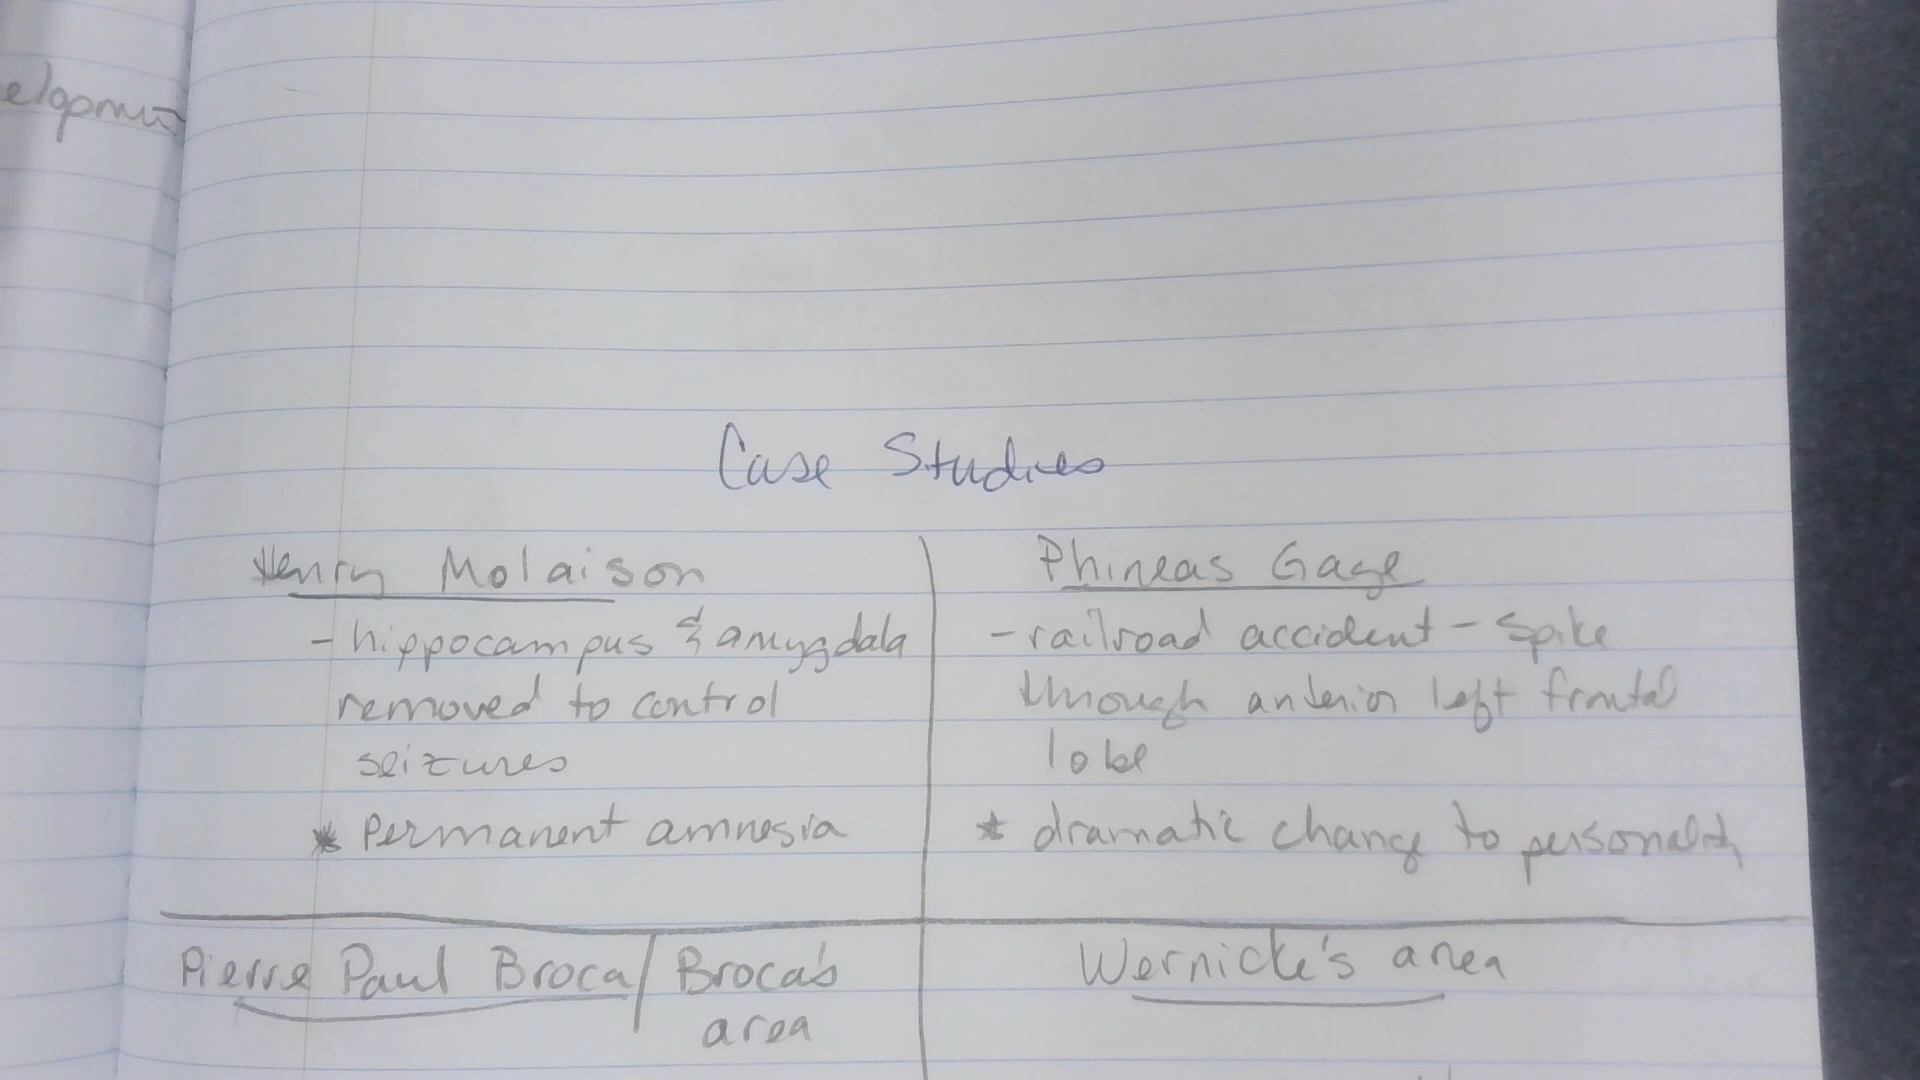 elopment
Case Studies
Henry Molaison
- hippocampus & amygdala
removed to control
seizures
* Permanent amnesia
Phineas Gage
- railroad accident - spike
through anterior left frontal
lobe
* dramatic change to personality
Pierre Paul Broca / Broca's
area
Wernicke's area